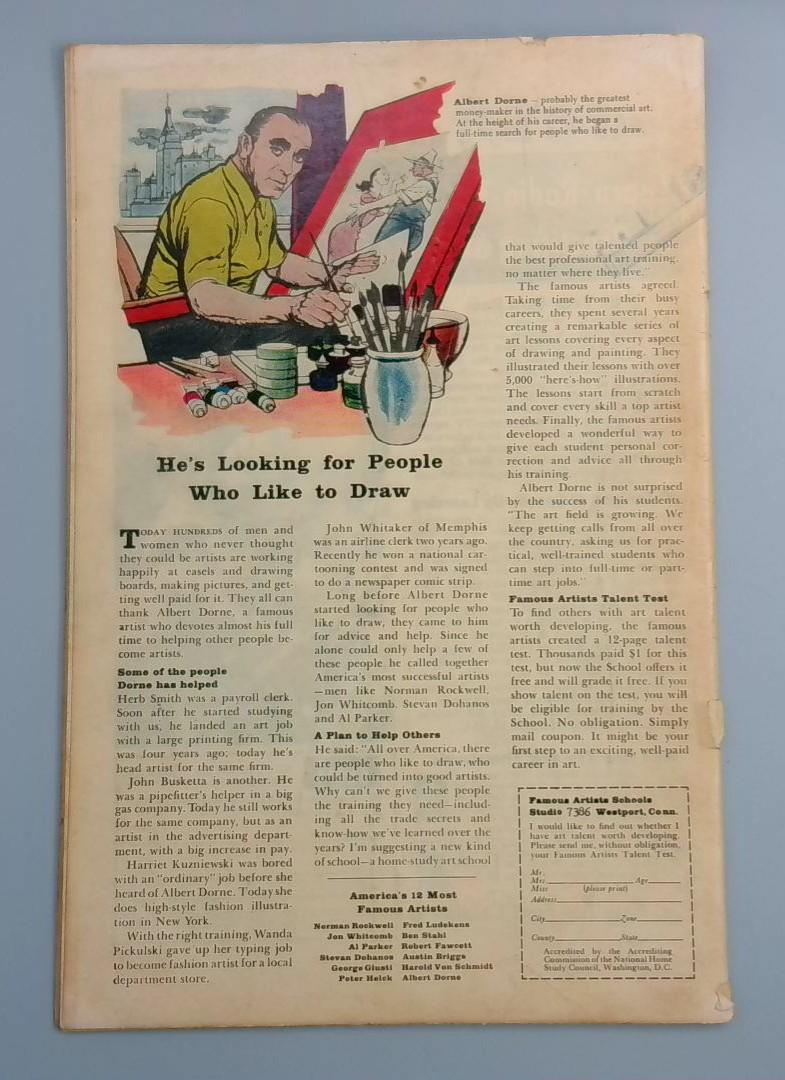 Albert Dorne — probably the greatest
money-maker in the history of commercial art.
At the height of his career, he began a
full-time search for people who like to draw.
He's Looking for People
Who Like to Draw
TODAY HUNDREDS of men and
women who never thought
they could be artists are working
happily at easels and drawing
boards, making pictures, and get-
ting well paid for it. They all can
thank Albert Dorne, a famous
artist who devotes almost his full
time to helping other people be-
come artists.
Some of the people
Dorne has helped
Herb Smith was a payroll clerk.
Soon after he started studying
with us, he landed an art job
with a large printing firm. This
was four years ago; today he's
head artist for the same firm.
John Busketta is another. He
was a pipefitter's helper in a big
gas company. Today he still works
for the same company, but as an
artist in the advertising depart-
ment, with a big increase in pay.
Harriet Kuzniewski was bored
with an "ordinary" job before she
heard of Albert Dorne. Today she
does high-style fashion illustra-
tion in New York.
With the right training, Wanda
Pickulski gave up her typing job
to become fashion artist for a local
department store.
John Whitaker of Memphis
was an airline clerk two years ago.
Recently he won a national car-
tooning contest and was signed
to do a newspaper comic strip.
Long before Albert Dorne
started looking for people who
like to draw, they came to him
for advice and help. Since he
alone could only help a few of
these people, he called together
America's most successful artists
—men like Norman Rockwell,
Jon Whitcomb, Stevan Dohanos
and Al Parker.
A Plan to Help Others
He said: "All over America, there
are people who like to draw, who
could be turned into good artists.
Why can't we give these people
the training they need—includ-
ing all the trade secrets and
know-how we've learned over the
years? I'm suggesting a new kind
of school—a home-study art school
America's 12 Most
Famous Artists
Norman Rockwell Fred Ludekens
Jon Whitcomb Ben Stahl
Al Parker Robert Fawcett
Stevan Dohanos Austin Briggs
George Giusti Harold Von Schmidt
Peter Helck Albert Dorne
that would give talented people
the best professional art training,
no matter where they live."
The famous artists agreed.
Taking time from their busy
careers, they spent several years
creating a remarkable series of
art lessons covering every aspect
of drawing and painting. They
illustrated their lessons with over
5,000 "here's-how" illustrations.
The lessons start from scratch
and cover every skill a top artist
needs. Finally, the famous artists
developed a wonderful way to
give each student personal cor-
rection and advice all through
his training.
Albert Dorne is not surprised
by the success of his students.
"The art field is growing. We
keep getting calls from all over
the country, asking us for prac-
tical, well-trained students who
can step into full-time or part-
time art jobs."
Famous Artists Talent Test
To find others with art talent
worth developing, the famous
artists created a 12-page talent
test. Thousands paid $1 for this
test, but now the School offers it
free and will grade it free. If you
show talent on the test, you will
be eligible for training by the
School. No obligation. Simply
mail coupon. It might be your
first step to an exciting, well-paid
career in art.
Famous Artists Schools
Studio 7386 Westport, Conn.
I would like to find out whether I
have art talent worth developing.
Please send me, without obligation,
your Famous Artists Talent Test.
Mr.
Mrs. Age
Miss (please print)
Address
City Zone
County State
Accredited by the Accrediting
Commission of the National Home
Study Council, Washington, D.C.